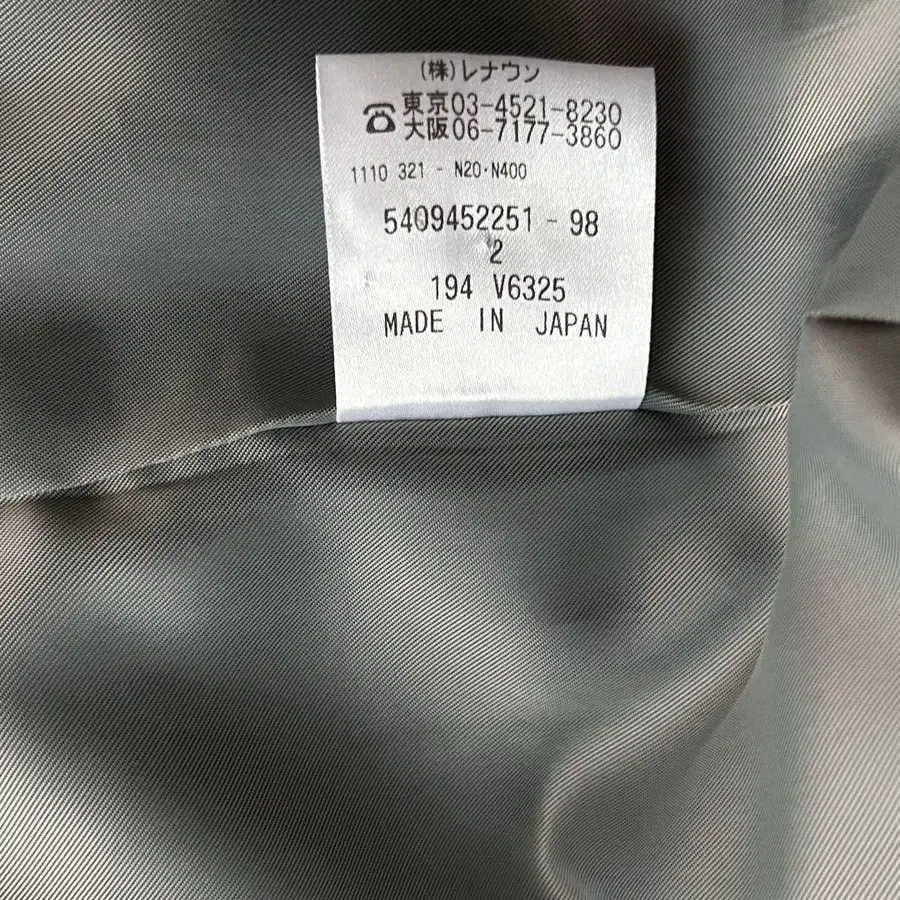 (株)レナウン
☎東京03-4521-8230
大阪06-7177-3860
1110 321 - N20・N400
5409452251 - 98
2
194 V6325
MADE IN JAPAN